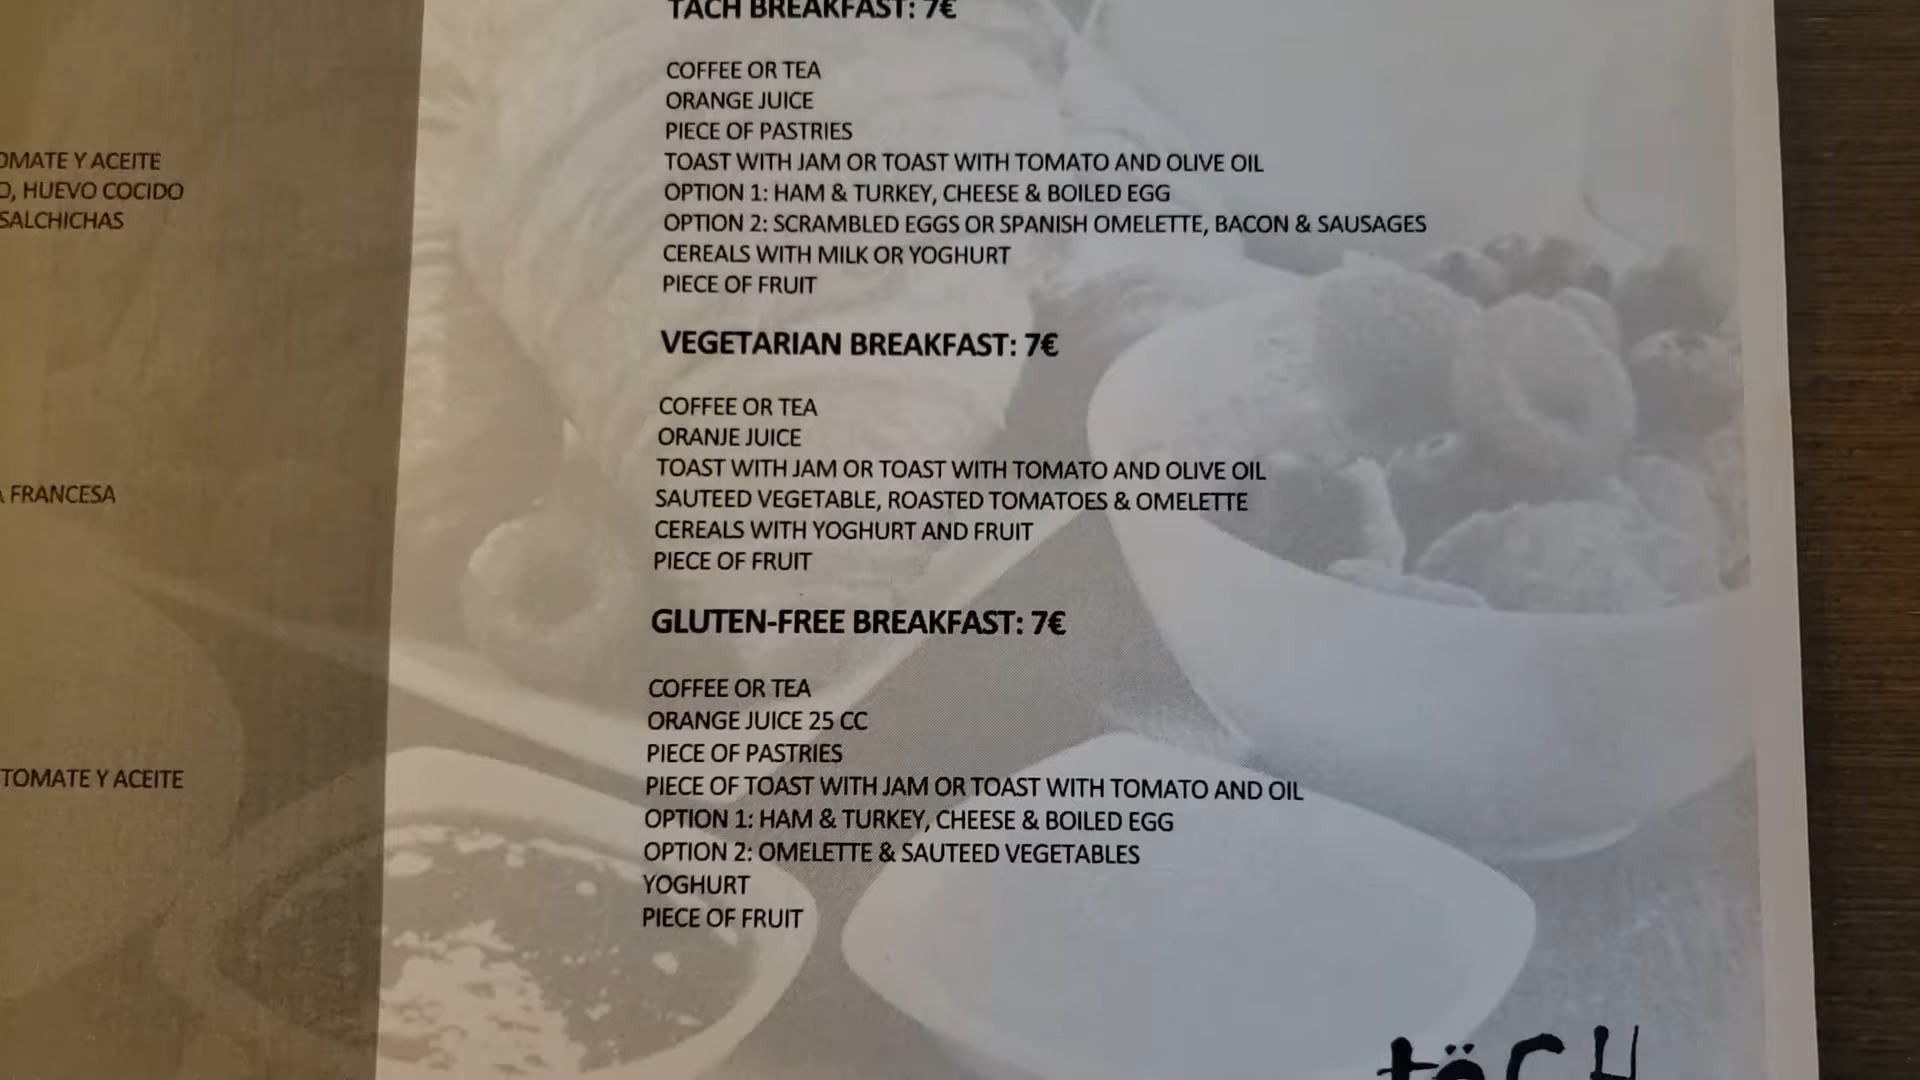 OMATE Y ACEITE
O, HUEVO COCIDO
SALCHICHAS
FRANCESA
TOMATE Y ACEITE
TACH BREAKFAST: 7€
COFFEE OR TEA
ORANGE JUICE
PIECE OF PASTRIES
TOAST WITH JAM OR TOAST WITH TOMATO AND OLIVE OIL
OPTION 1: HAM & TURKEY, CHEESE & BOILED EGG
OPTION 2: SCRAMBLED EGGS OR SPANISH OMELETTE, BACON & SAUSAGES
CEREALS WITH MILK OR YOGHURT
PIECE OF FRUIT
VEGETARIAN BREAKFAST: 7€
COFFEE OR TEA
ORANJE JUICE
TOAST WITH JAM OR TOAST WITH TOMATO AND OLIVE OIL
SAUTEED VEGETABLE, ROASTED TOMATOES & OMELETTE
CEREALS WITH YOGHURT AND FRUIT
PIECE OF FRUIT
GLUTEN-FREE BREAKFAST: 7€
COFFEE OR TEA
ORANGE JUICE 25 CC
PIECE OF PASTRIES
PIECE OF TOAST WITH JAM OR TOAST WITH TOMATO AND OIL
OPTION 1: HAM & TURKEY, CHEESE & BOILED EGG
OPTION 2: OMELETTE & SAUTEED VEGETABLES
YOGHURT
PIECE OF FRUIT
täCH